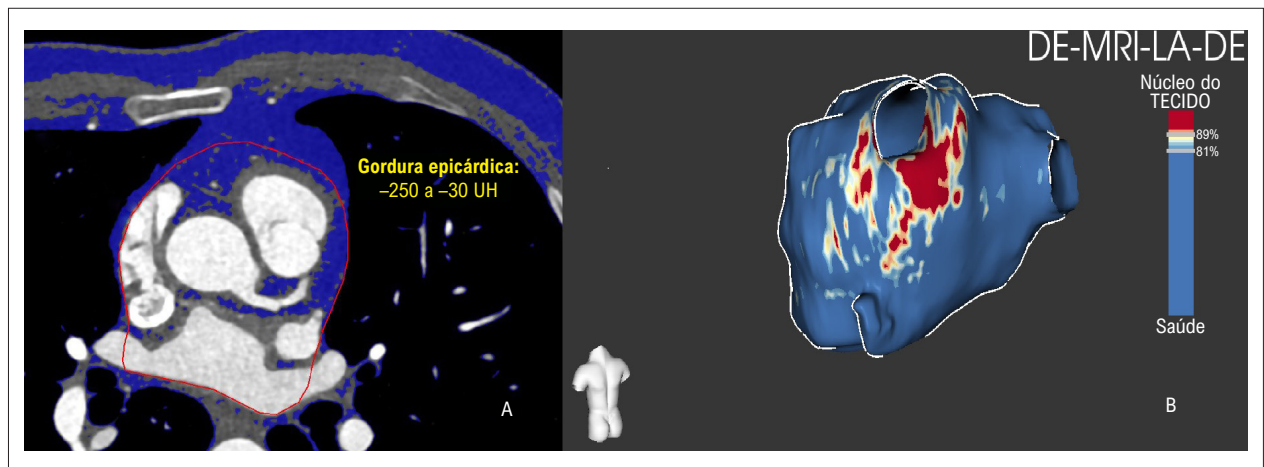 Gordura epicárdica:
–250 a –30 UH
A
DE-MRI-LA-DE
Núcleo do
TECIDO
89%
81%
Saúde
B